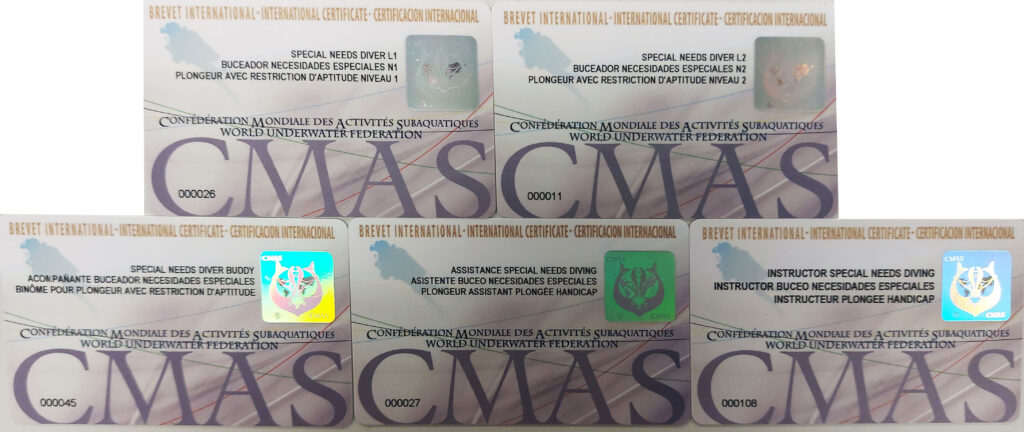 BREVET INTERNATIONAL- INTERNATIONAL CERTIFICATE- CERTIFICACION INTERNACIONAL
SPECIAL NEEDS DIVER L1
BUCEADOR NECESIDADES ESPECIALES N1
PLONGEUR AVEC RESTRICTION D'APTITUDE NIVEAU 1
CONFÉDÉRATION MONDIALE DES ACTIVITÉS SUBAQUATIQUES
WORLD UNDERWATER FEDERATION
CMAS
000026
BREVET INTERNATIONAL- INTERNATIONAL CERTIFICATE- CERTIFICACION INTERNACIONAL
SPECIAL NEEDS DIVER L2
BUCEADOR NECESIDADES ESPECIALES N2
PLONGEUR AVEC RESTRICTION D'APTITUDE NIVEAU 2
CONFÉDÉRATION MONDIALE DES ACTIVITÉS SUBAQUATIQUES
WORLD UNDERWATER FEDERATION
CMAS
000011
BREVET INTERNATIONAL- INTERNATIONAL CERTIFICATE- CERTIFICACION INTERNACIONAL
SPECIAL NEEDS DIVER BUDDY
ACONPAÑANTE BUCEADOR NECESIDADES ESPECIALES
BINÔME POUR PLONGEUR AVEC RESTRICTION D'APTITUDE
CMAS
CMAS
CONFÉDÉRATION MONDIALE DES ACTIVITÉS SUBAQUATIQUES
WORLD UNDERWATER FEDERATION
CMAS
000045
BREVET INTERNATIONAL- INTERNATIONAL CERTIFICATE- CERTIFICACION INTERNACIONAL
ASSISTANCE SPECIAL NEEDS DIVING
ASISTENTE BUCEO NECESIDADES ESPECIALES
PLONGEUR ASSISTANT PLONGÉE HANDICAP
CMAS
CMAS
CONFÉDÉRATION MONDIALE DES ACTIVITÉS SUBAQUATIQUES
WORLD UNDERWATER FEDERATION
CMAS
000027
BREVET INTERNATIONAL- INTERNATIONAL CERTIFICATE- CERTIFICACION INTERNACIONAL
INSTRUCTOR SPECIAL NEEDS DIVING
INSTRUCTOR BUCEO NECESIDADES ESPECIALES
INSTRUCTEUR PLONGEE HANDICAP
CMAS
CMAS
CONFÉDÉRATION MONDIALE DES ACTIVITÉS SUBAQUATIQUES
WORLD UNDERWATER FEDERATION
CMAS
000108